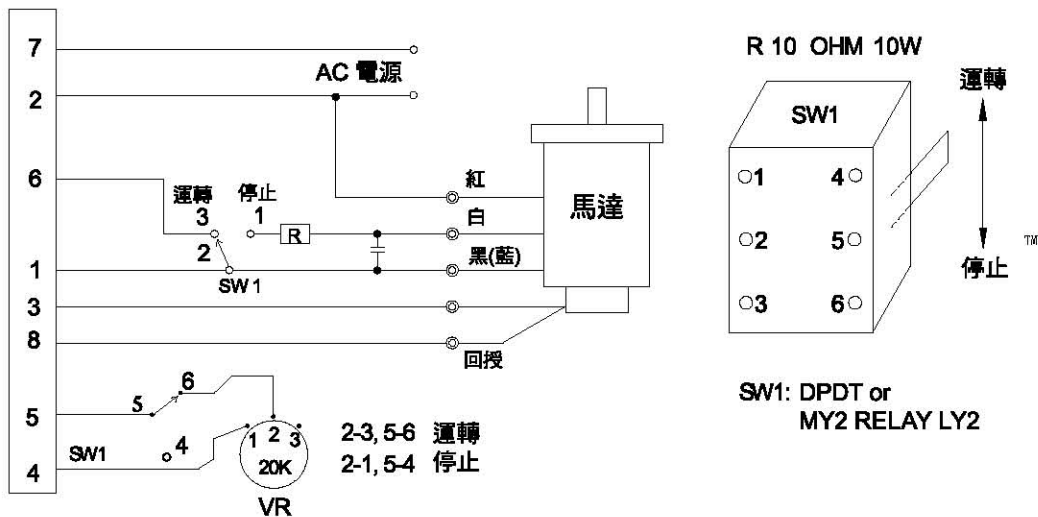 7
AC 電源
2
6
運轉 停止
3 1
R
2
1
SW 1
3
8
紅
白
黑(藍)
回授
馬達
6
5
5
SW1
4
4
1 2 3
20K
VR
2-3, 5-6 運轉
2-1, 5-4 停止
R 10 OHM 10W
SW1
1 4
2 5
3 6
運轉
停止
TM
SW1: DPDT or
MY2 RELAY LY2